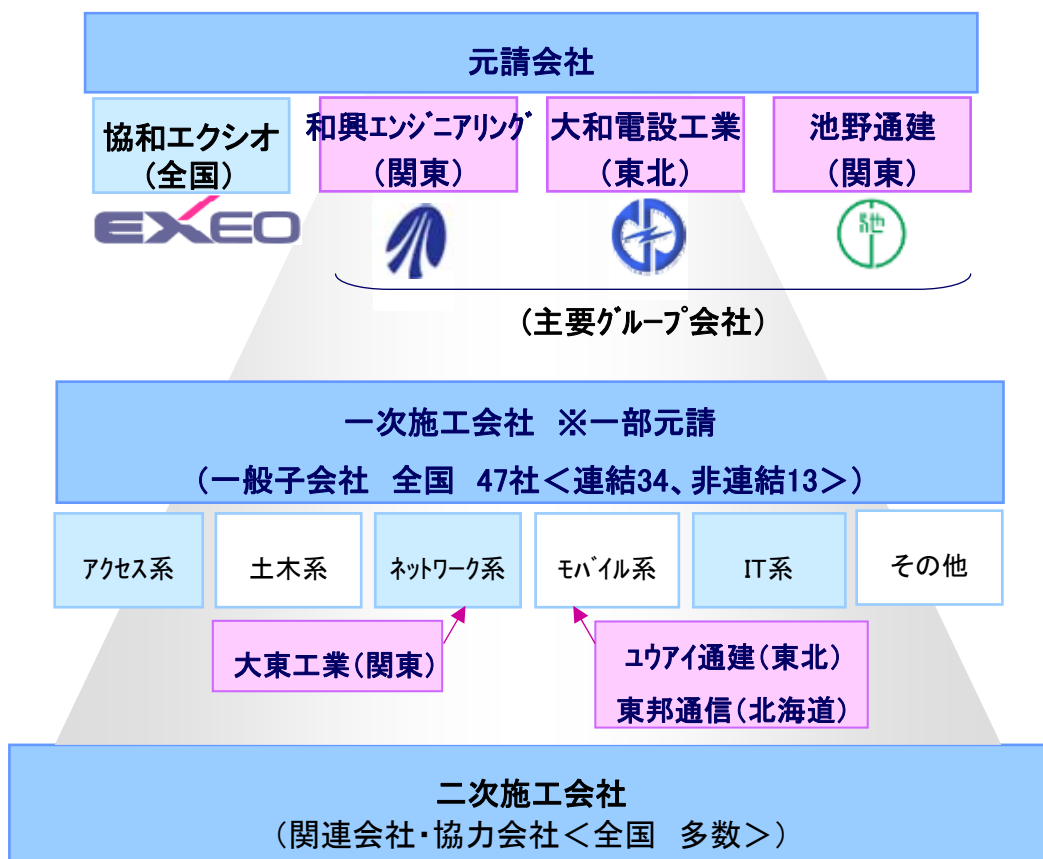 元請会社
協和エクシオ
(全国)
和興エンジニアリング
(関東)
大和電設工業
(東北)
池野通建
(関東)
EXEO
池
(主要グループ会社)
一次施工会社 ※一部元請
(一般子会社 全国 47社<連結34、非連結13>)
アクセス系
土木系
ネットワーク系
モバイル系
IT系
その他
大東工業(関東)
ユウアイ通建(東北)
東邦通信(北海道)
二次施工会社
(関連会社・協力会社<全国 多数>)